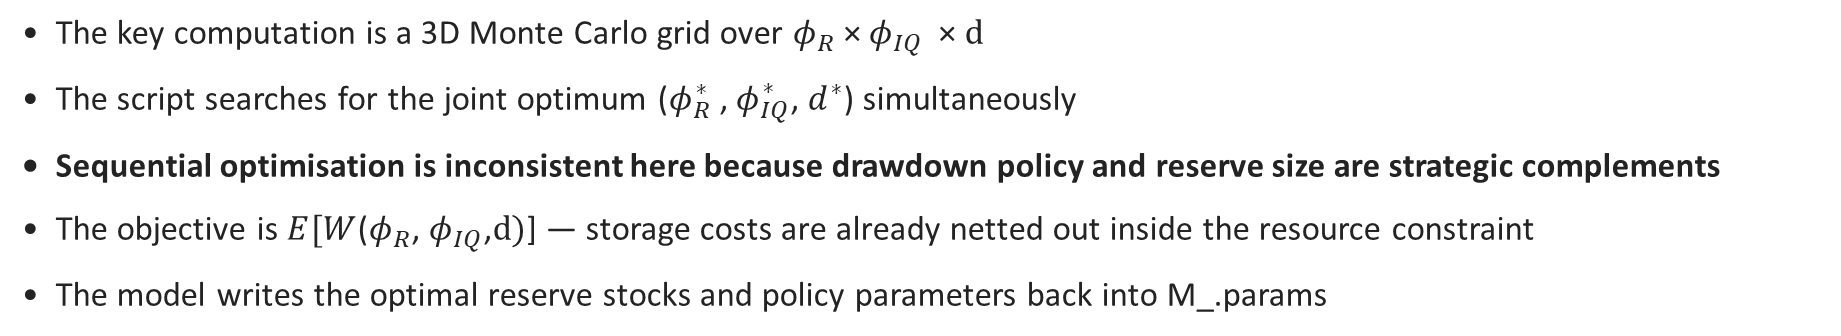 • The key computation is a 3D Monte Carlo grid over ϕ_R × ϕ_IQ × d
• The script searches for the joint optimum (ϕ_R^*, ϕ_IQ^*, d*) simultaneously
• Sequential optimisation is inconsistent here because drawdown policy and reserve size are strategic complements
• The objective is E[W(ϕ_R, ϕ_IQ,d)] — storage costs are already netted out inside the resource constraint
• The model writes the optimal reserve stocks and policy parameters back into M_.params